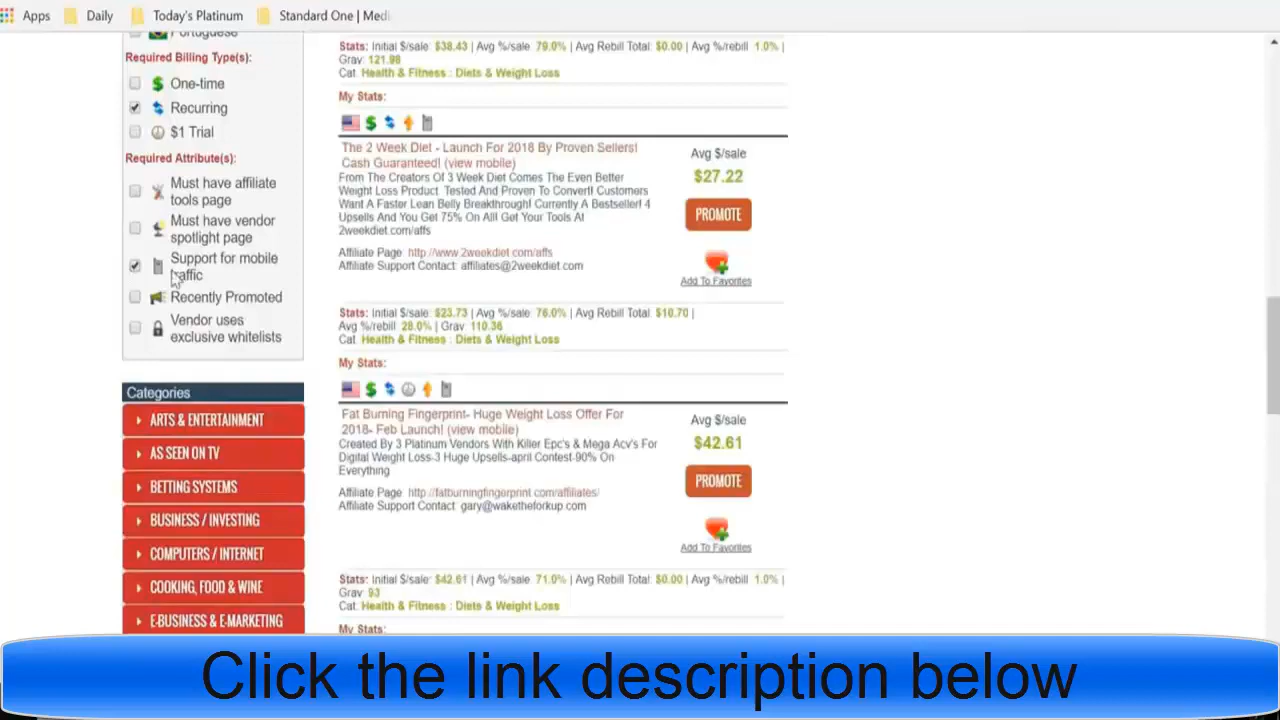 Apps
Daily
Today's Platinum
Standard One | Medi
Portuguese
Required Billing Type(s):
One-time
Recurring
$1 Trial
Required Attribute(s):
Must have affiliate
tools page
Must have vendor
spotlight page
Support for mobile
traffic
Recently Promoted
Vendor uses
exclusive whitelists
Categories
ARTS & ENTERTAINMENT
AS SEEN ON TV
BETTING SYSTEMS
BUSINESS / INVESTING
COMPUTERS / INTERNET
COOKING, FOOD & WINE
E-BUSINESS & E-MARKETING
Stats: Initial $/sale: $38.43 | Avg %/sale: 79.0% | Avg Rebill Total: $0.00 | Avg %/rebill 1.0% |
Grav: 121.98
Cat: Health & Fitness : Diets & Weight Loss
My Stats:
The 2 Week Diet - Launch For 2018 By Proven Sellers!
Cash Guaranteed! (view mobile)
From The Creators Of 3 Week Diet Comes The Even Better
Weight Loss Product. Tested And Proven To Convert! Customers
Want A Faster Lean Belly Breakthrough! Currently A Bestseller! 4
Upsells And You Get 75% On All! Get Your Tools At
2weekdiet.com/affs
Affiliate Page: http://www.2weekdiet.com/affs
Affiliate Support Contact: affiliates@2weekdiet.com
Avg $/sale
$27.22
PROMOTE
Add To Favorites
Stats: Initial $/sale: $23.73 | Avg %/sale: 76.0% | Avg Rebill Total: $10.70 |
Avg %/rebill 28.0% | Grav: 110.36
Cat: Health & Fitness : Diets & Weight Loss
My Stats:
Fat Burning Fingerprint- Huge Weight Loss Offer For
2018- Feb Launch! (view mobile)
Created By 3 Platinum Vendors With Killer Epc's & Mega Acv's For
Digital Weight Loss-3 Huge Upsells-april Contest-90% On
Everything
Affiliate Page: http://fatburningfingerprint.com/affiliates/
Affiliate Support Contact: gary@waketheforkup.com
Avg $/sale
$42.61
PROMOTE
Add To Favorites
Stats: Initial $/sale: $42.61 | Avg %/sale: 71.0% | Avg Rebill Total: $0.00 | Avg %/rebill 1.0% |
Grav: 93
Cat: Health & Fitness : Diets & Weight Loss
My Stats:
Click the link description below